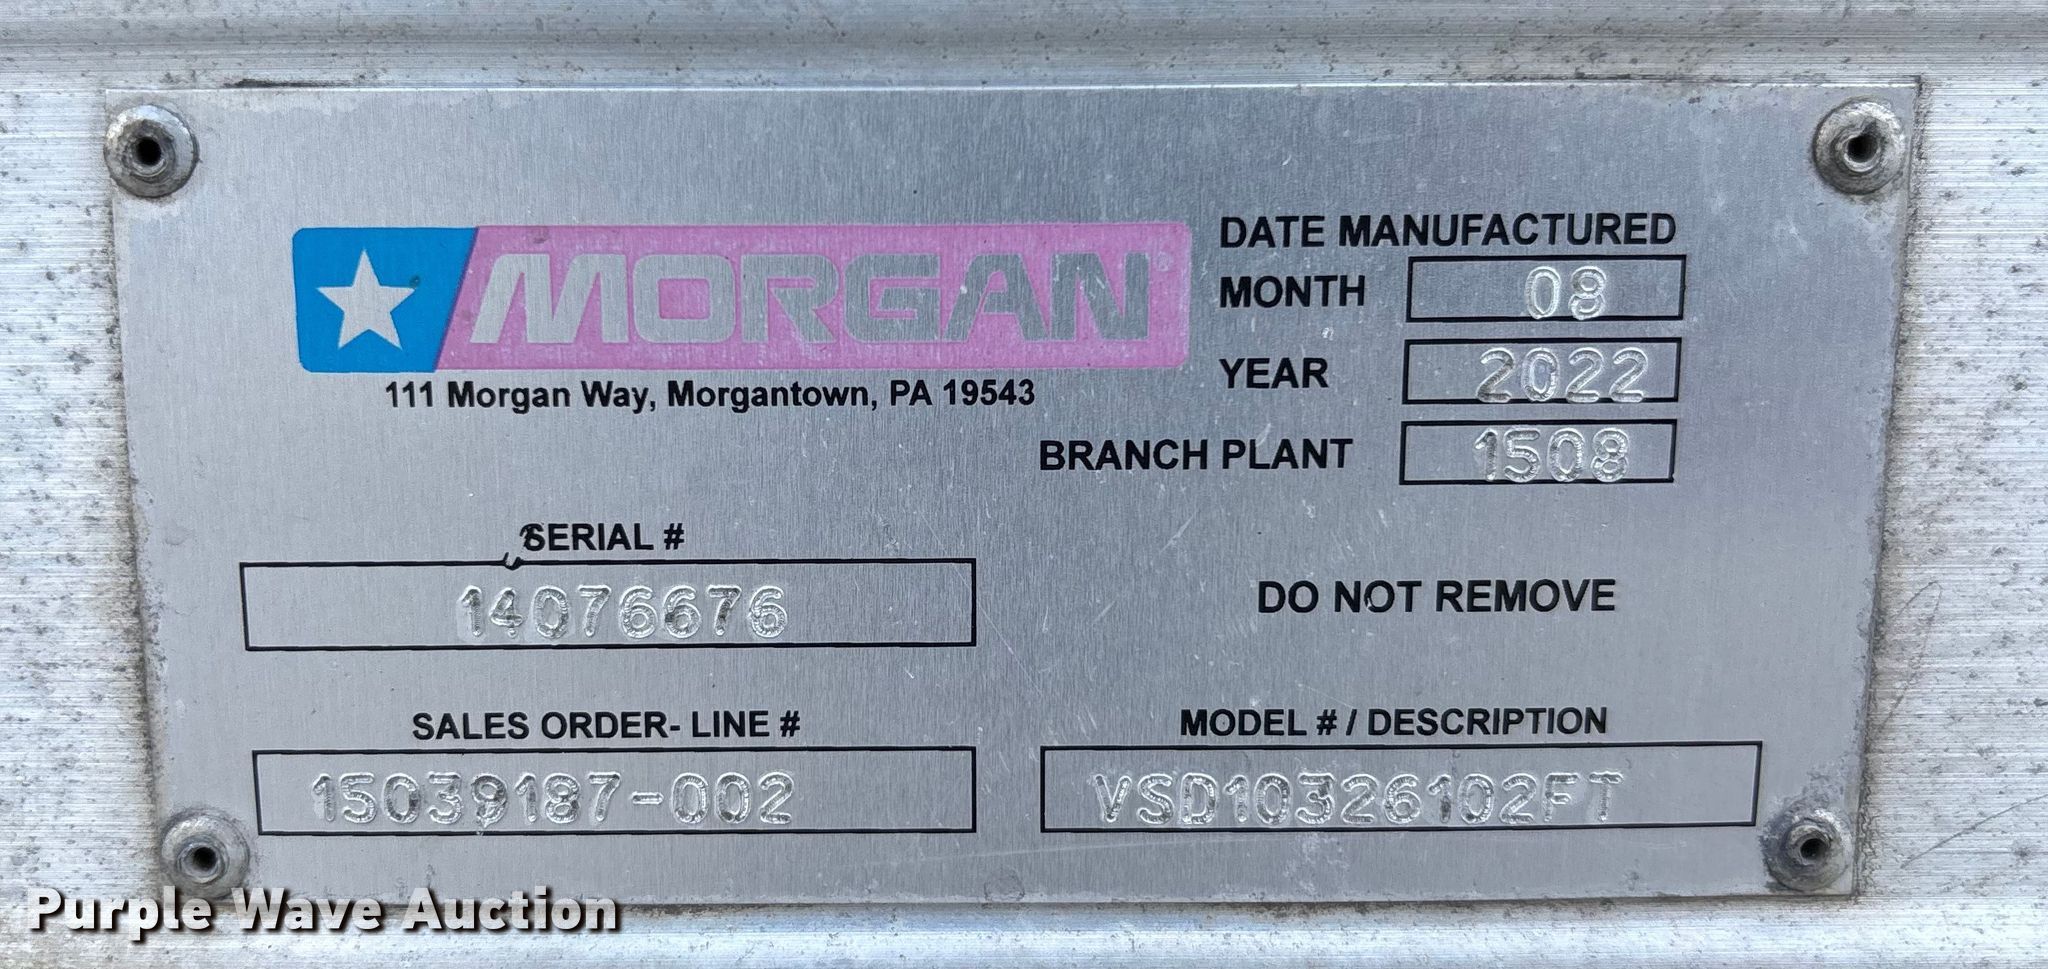 MORGAN®
111 Morgan Way, Morgantown, PA 19543
DATE MANUFACTURED
MONTH 08
YEAR 2022
BRANCH PLANT 1508
SERIAL #
14076676
DO NOT REMOVE
SALES ORDER- LINE #
15039187-002
MODEL # / DESCRIPTION
VSD10326102FT
Purple Wave Auction